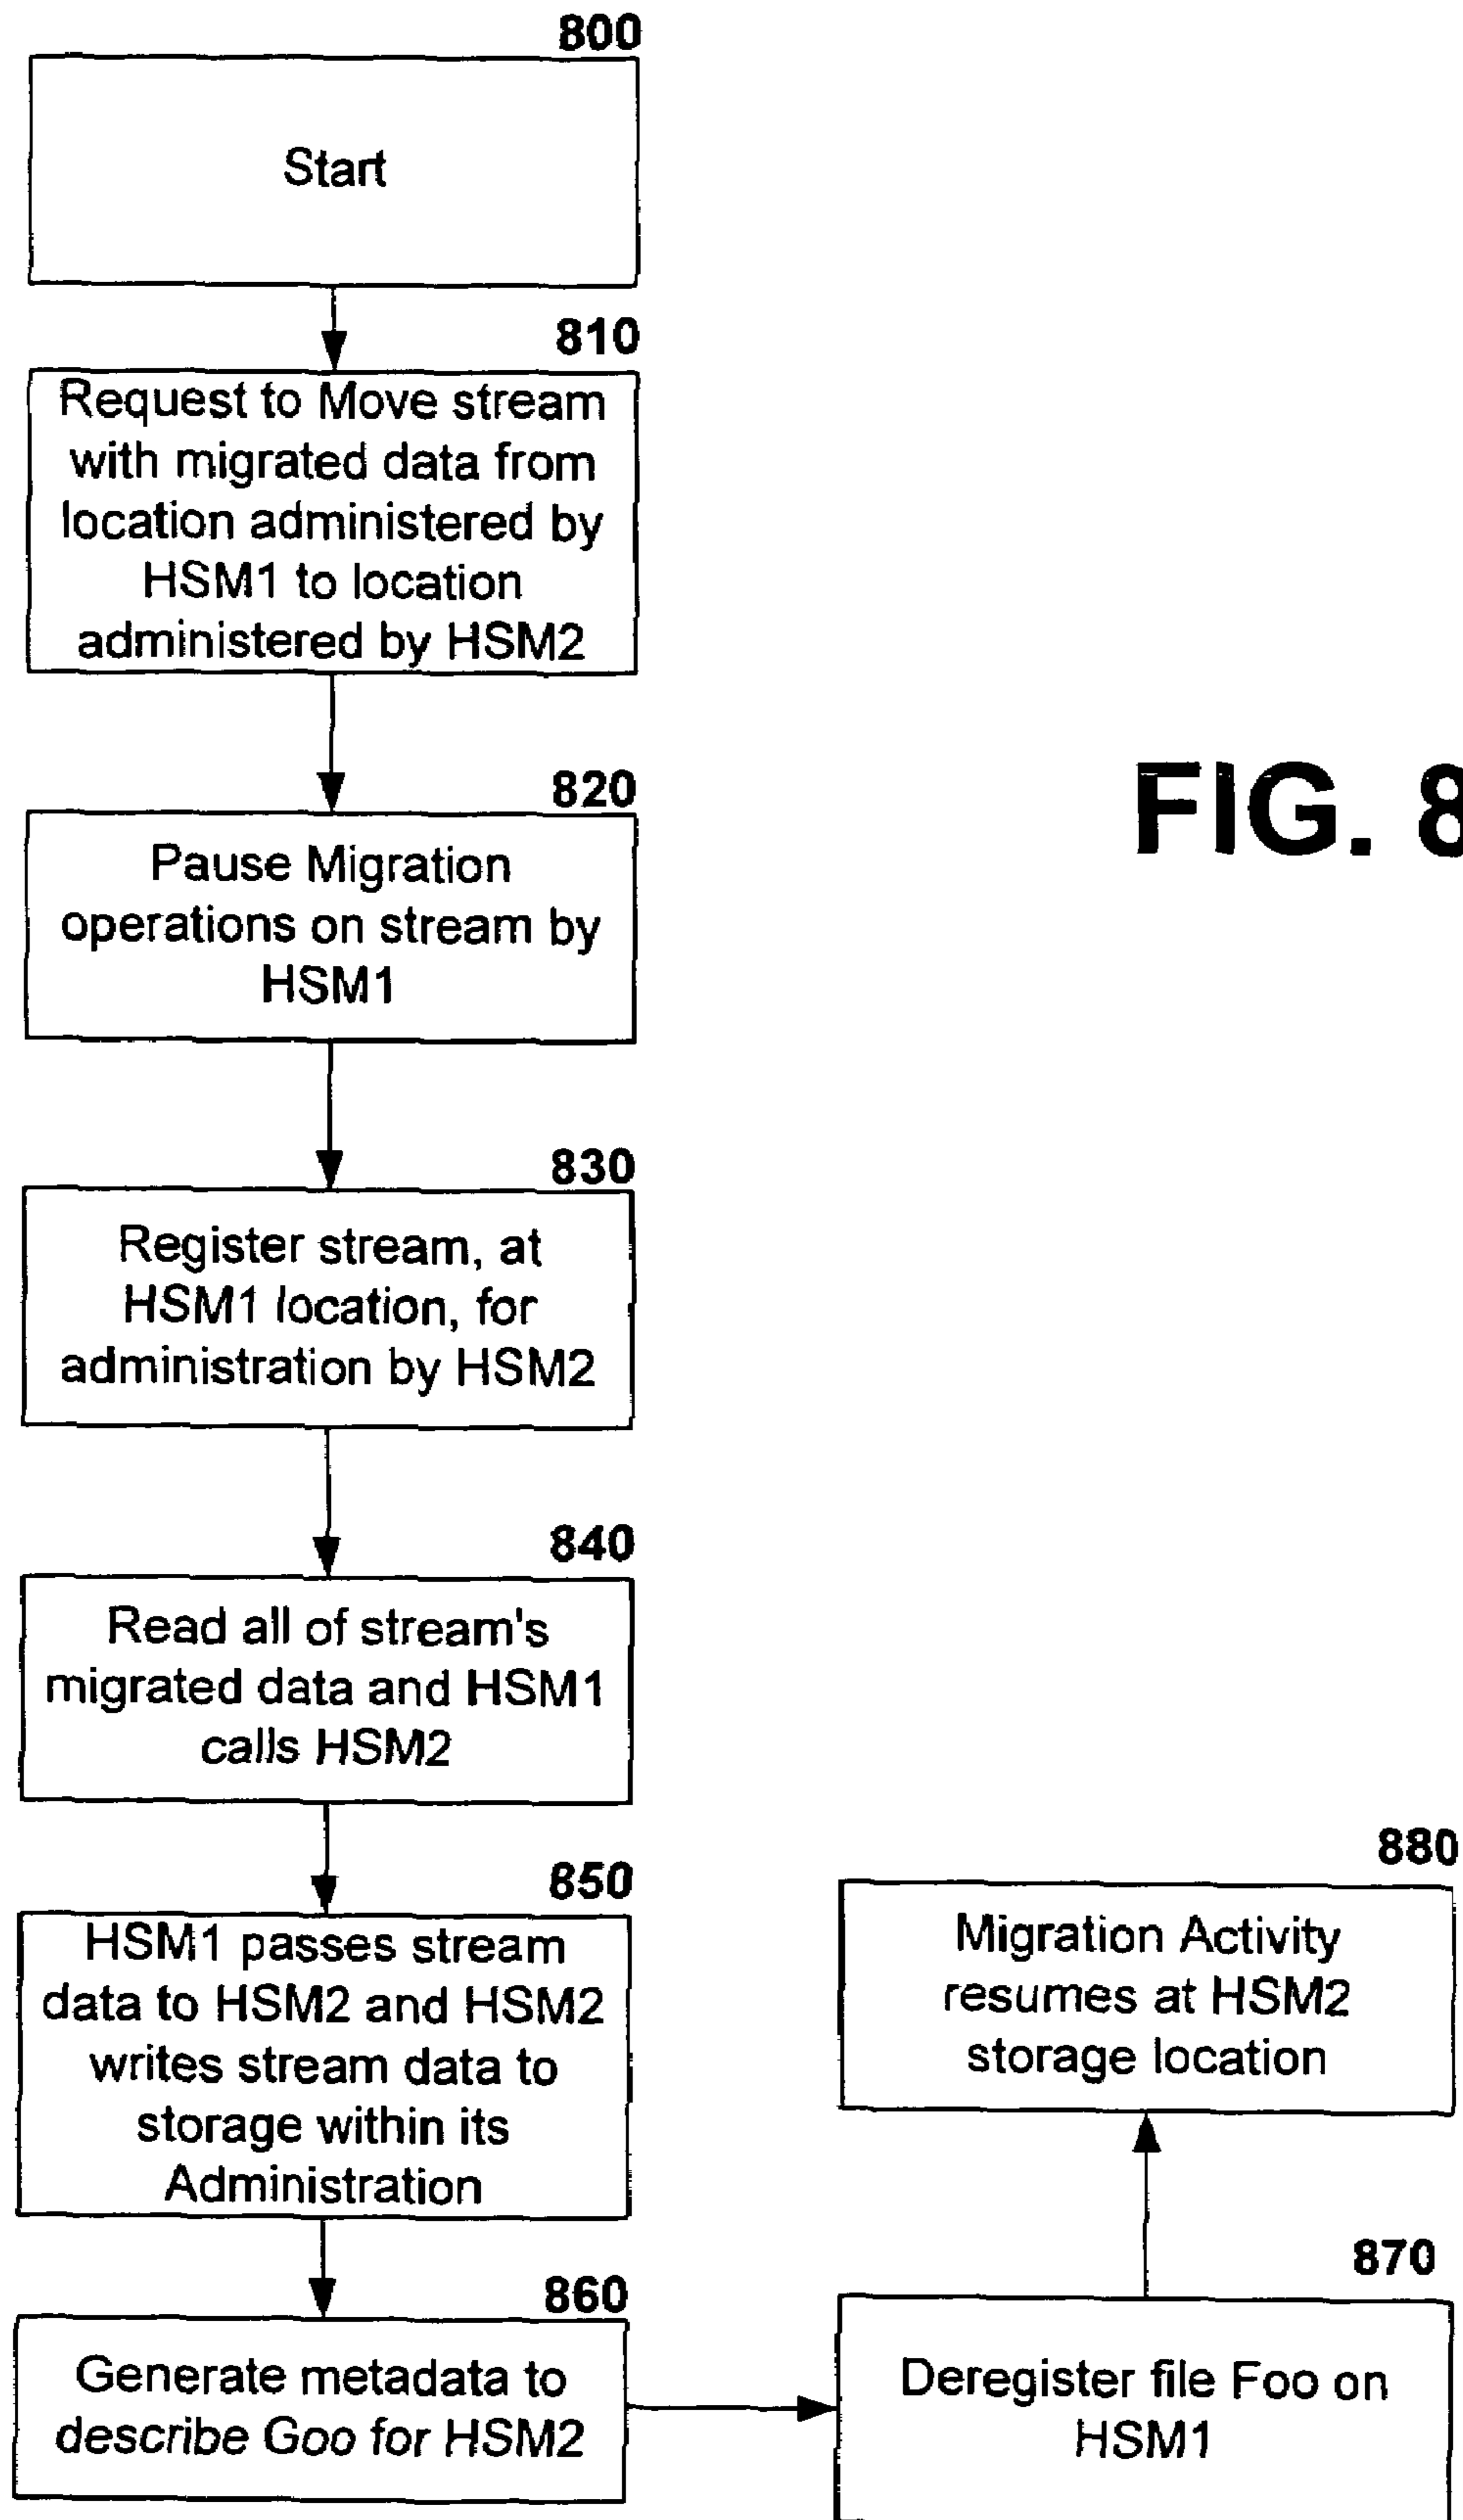 800
Start
810
Request to Move stream
with migrated data from
location administered by
HSM1 to location
administered by HSM2
FIG. 8
820
Pause Migration
operations on stream by
HSM1
830
Register stream, at
HSM1 location, for
administration by HSM2
840
Read all of stream's
migrated data and HSM1
calls HSM2
850
HSM1 passes stream
data to HSM2 and HSM2
writes stream data to
storage within its
Administration
860
Generate metadata to
describe Goo for HSM2
870
Deregister file Foo on
HSM1
880
Migration Activity
resumes at HSM2
storage location